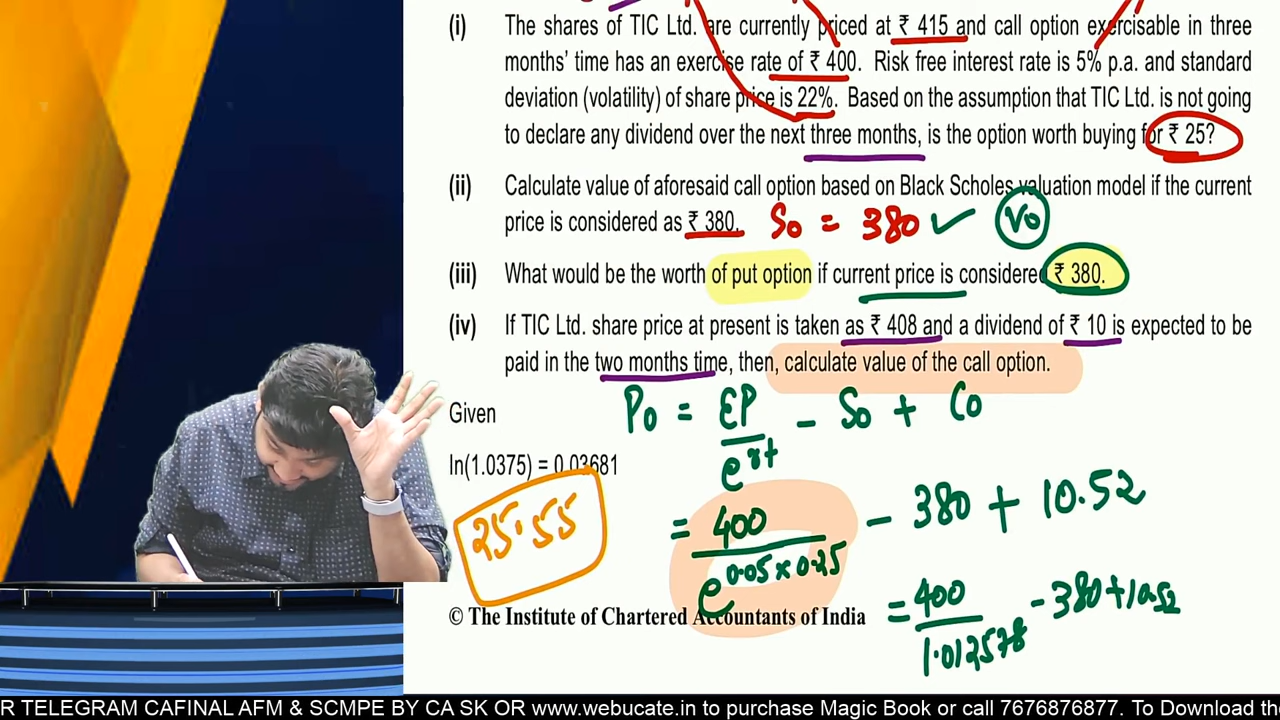 (i) The shares of TIC Ltd. are currently priced at ₹ 415 and call option exercisable in three
months' time has an exercise rate of ₹ 400. Risk free interest rate is 5% p.a. and standard
deviation (volatility) of share price is 22%. Based on the assumption that TIC Ltd. is not going
to declare any dividend over the next three months, is the option worth buying for ₹ 25?
(ii) Calculate value of aforesaid call option based on Black Scholes valuation model if the current
price is considered as ₹ 380. S0 = 380 ✓ V0
(iii) What would be the worth of put option if current price is considered ₹ 380.
(iv) If TIC Ltd. share price at present is taken as ₹ 408 and a dividend of ₹ 10 is expected to be
paid in the two months time, then, calculate value of the call option.
Given P0 = EP/e^rt - S0 + C0
ln(1.0375) = 0.03681
25.55
= 400/e^0.05×0.25 - 380 + 10.52
= 400/1.012578 - 380 + 10.52
© The Institute of Chartered Accountants of India
R TELEGRAM CAFINAL AFM & SCMPE BY CA SK OR www.webucate.in to purchase Magic Book or call 7676876877. To Download th